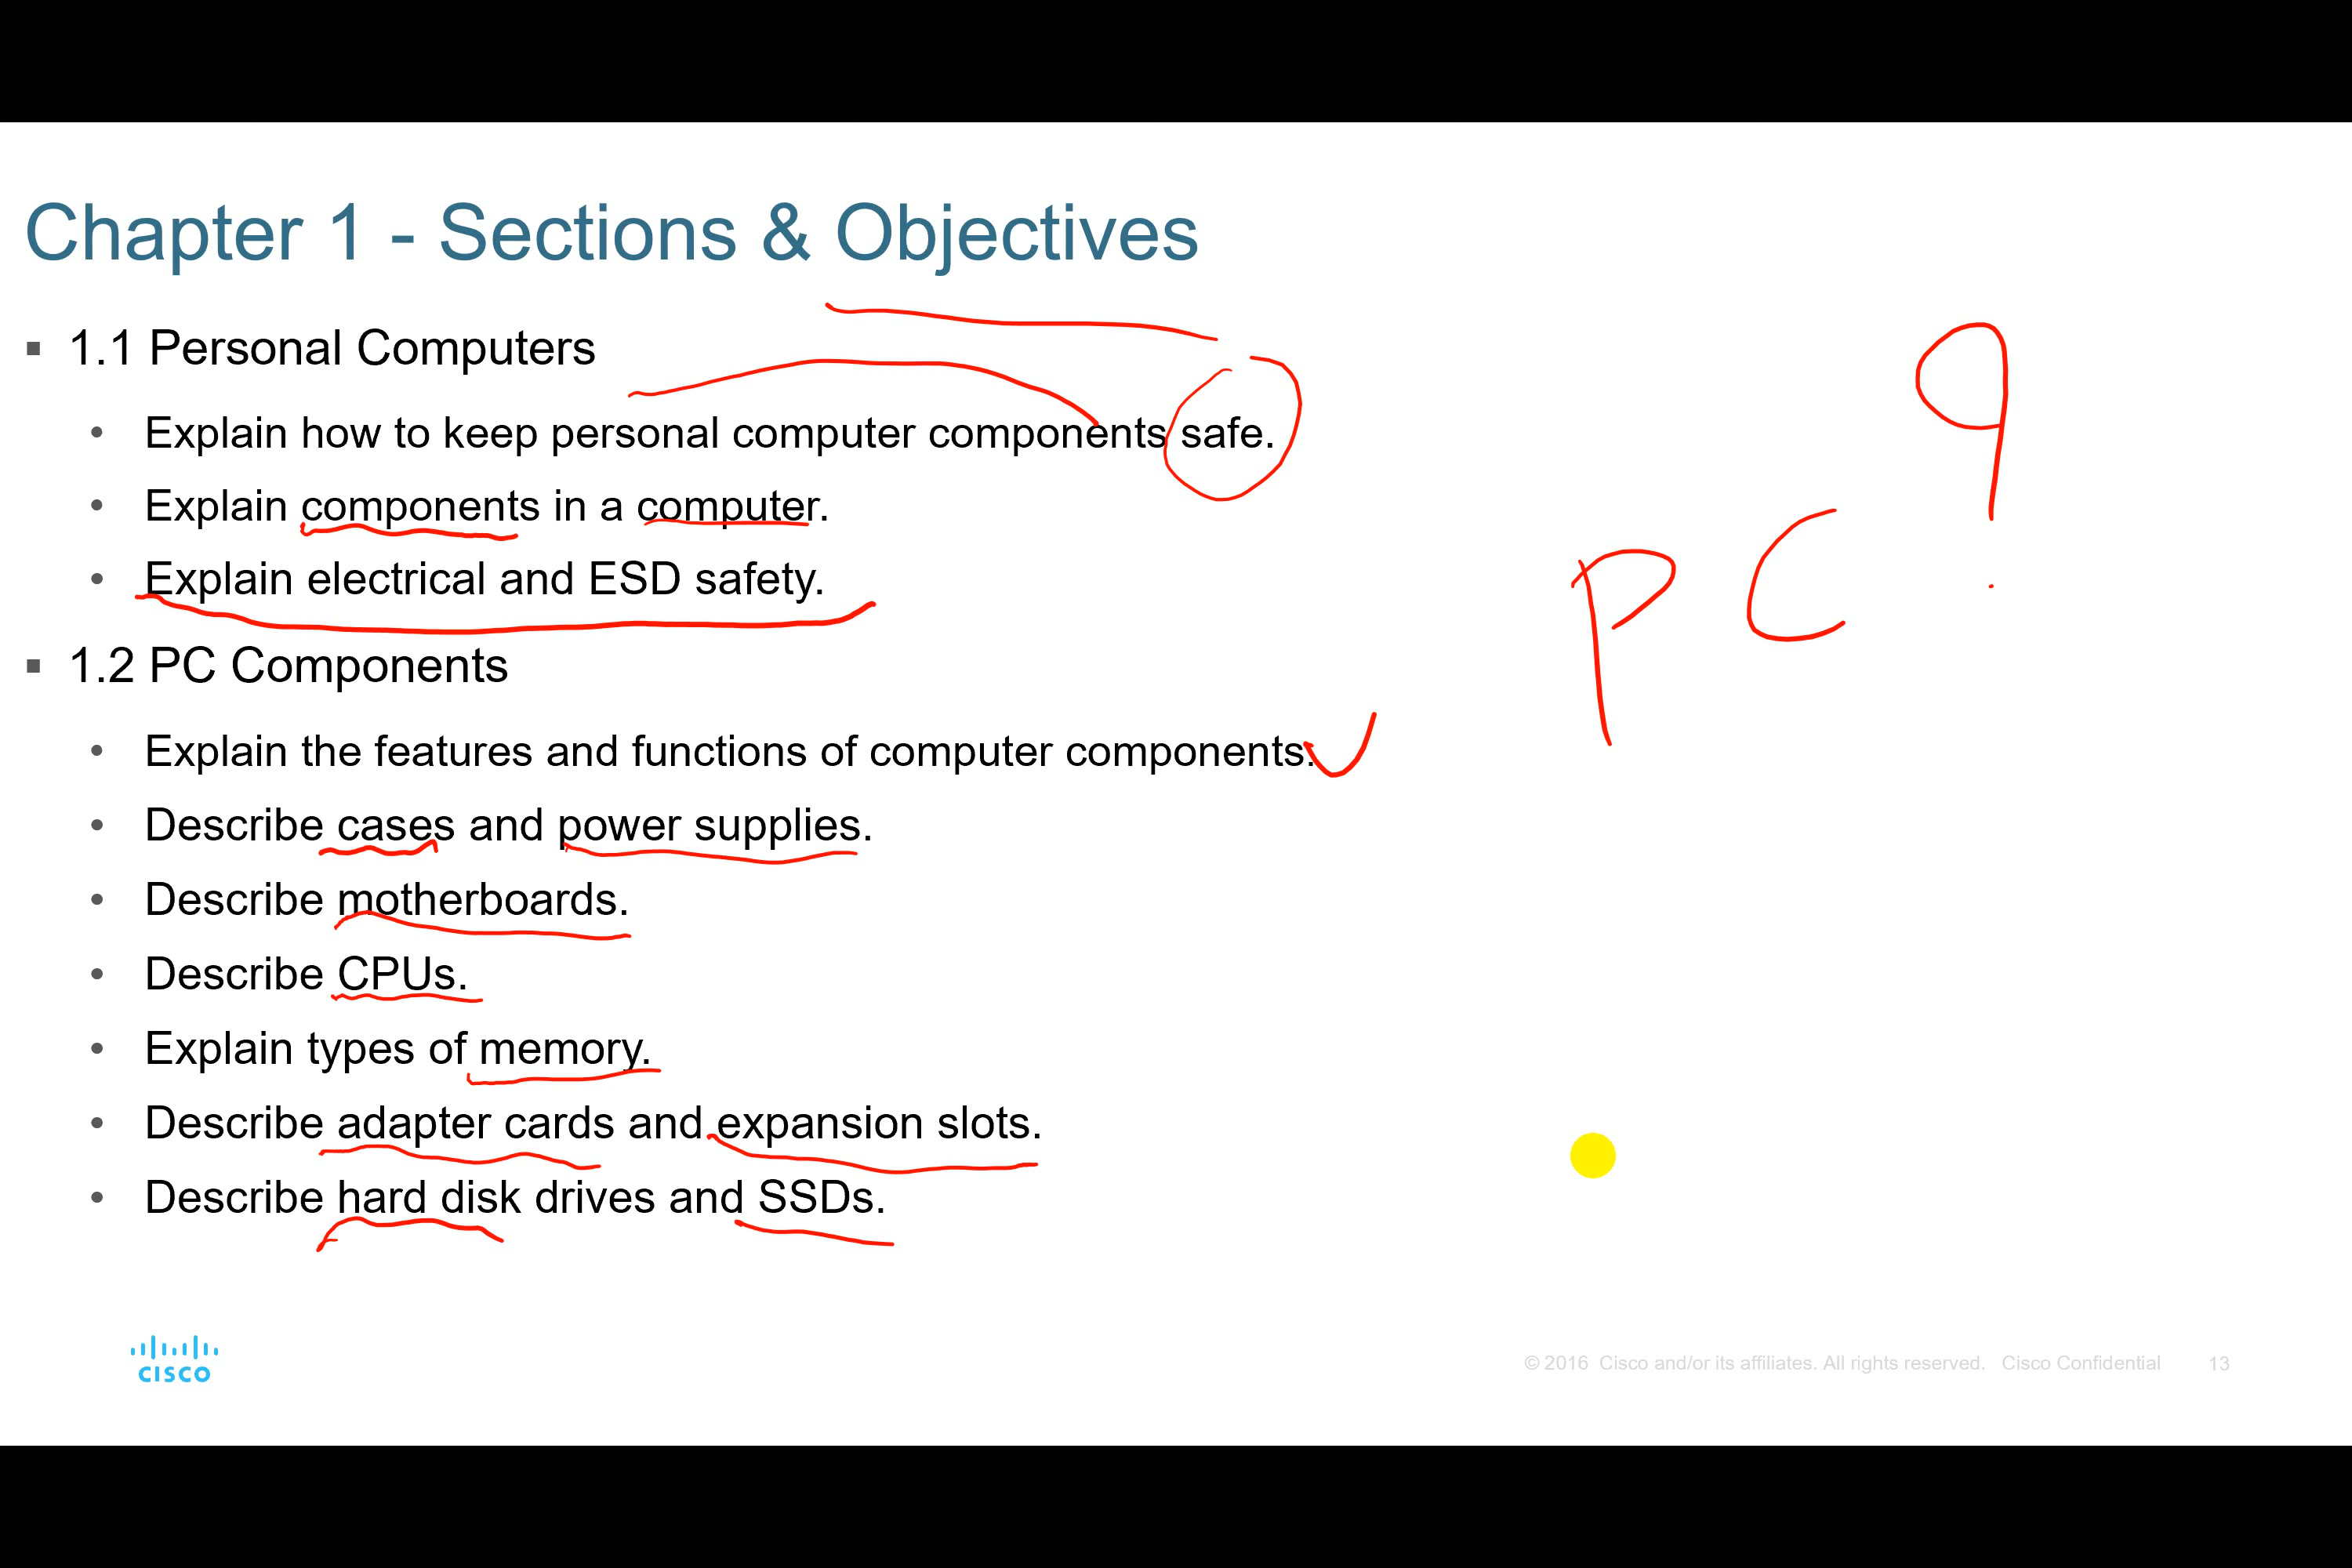 Chapter 1 - Sections & Objectives
▪ 1.1 Personal Computers
• Explain how to keep personal computer components safe.
• Explain components in a computer.
• Explain electrical and ESD safety.
▪ 1.2 PC Components
• Explain the features and functions of computer components.
• Describe cases and power supplies.
• Describe motherboards.
• Describe CPUs.
• Explain types of memory.
• Describe adapter cards and expansion slots.
• Describe hard disk drives and SSDs.
PC
CISCO
© 2016 Cisco and/or its affiliates. All rights reserved. Cisco Confidential 13